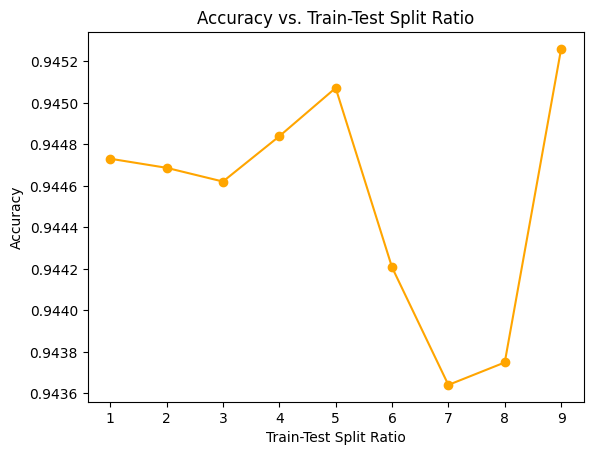 Accuracy vs. Train-Test Split Ratio
0.9452
0.9450
0.9448
0.9446
0.9444
0.9442
0.9440
0.9438
0.9436
Accuracy
1 2 3 4 5 6 7 8 9
Train-Test Split Ratio